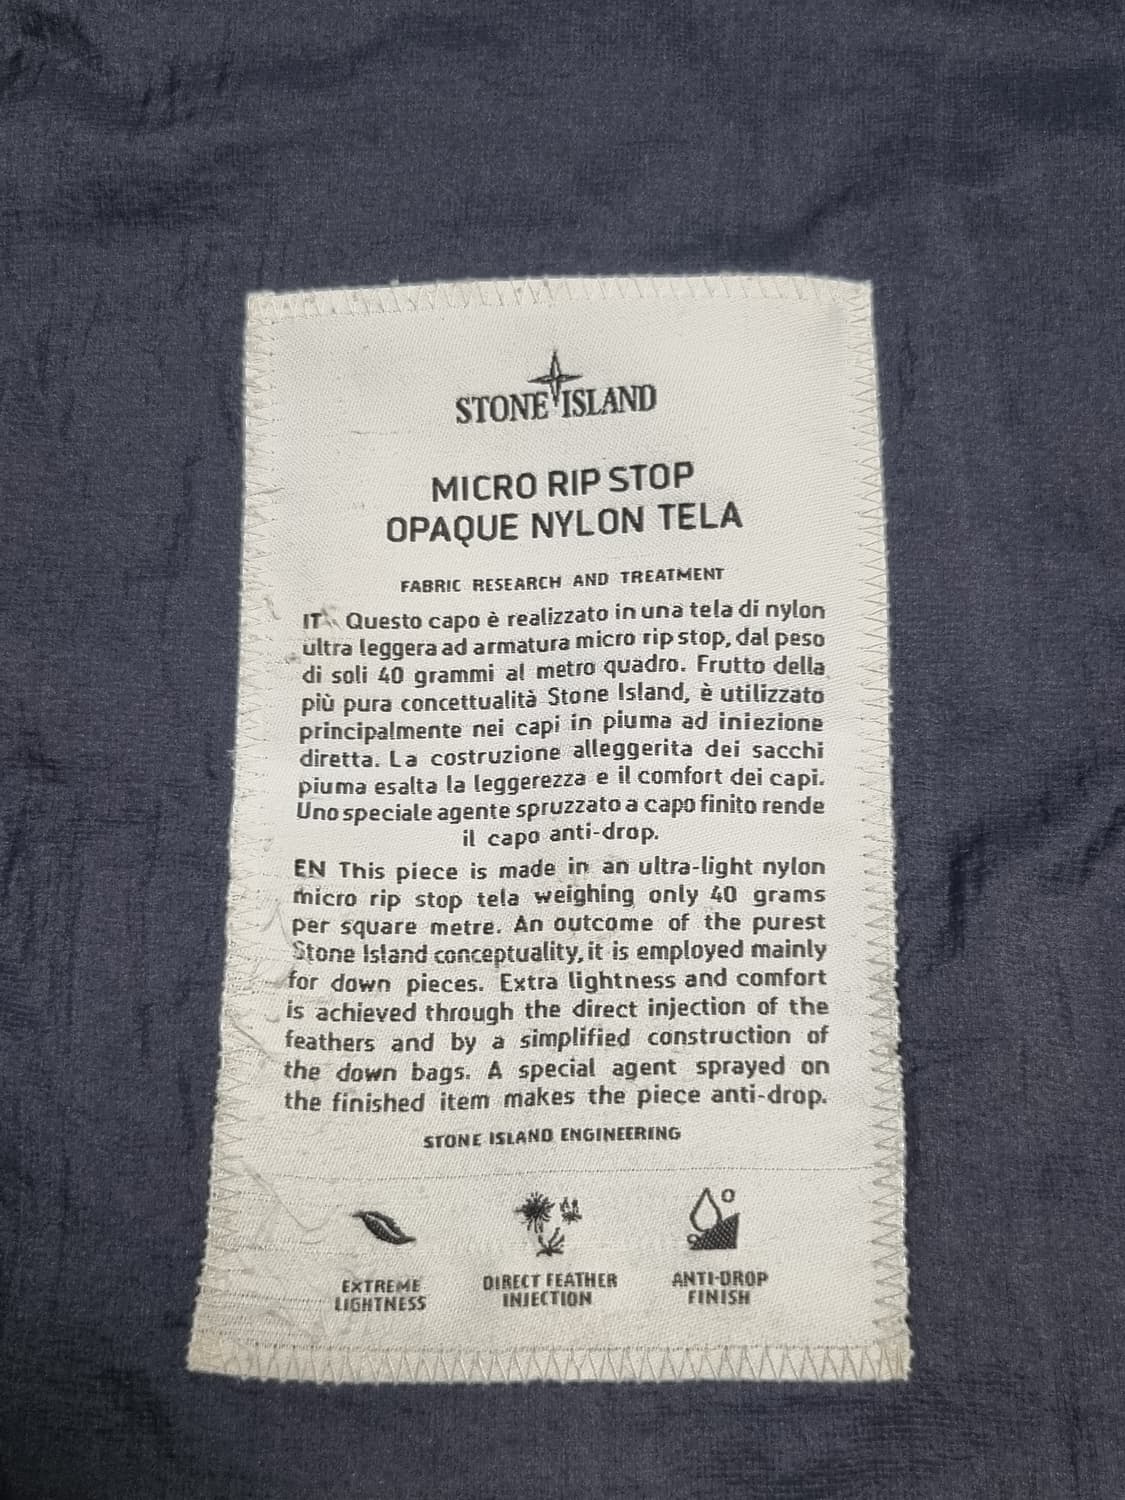 STONE ISLAND
MICRO RIP STOP
OPAQUE NYLON TELA
FABRIC RESEARCH AND TREATMENT
IT Questo capo è realizzato in una tela di nylon
ultra leggera ad armatura micro rip stop, dal peso
di soli 40 grammi al metro quadro. Frutto della
più pura concettualità Stone Island, è utilizzato
principalmente nei capi in piuma ad iniezione
diretta. La costruzione alleggerita dei sacchi
piuma esalta la leggerezza e il comfort dei capi.
Uno speciale agente spruzzato a capo finito rende
il capo anti-drop.
EN This piece is made in an ultra-light nylon
micro rip stop tela weighing only 40 grams
per square metre. An outcome of the purest
Stone Island conceptuality, it is employed mainly
for down pieces. Extra lightness and comfort
is achieved through the direct injection of the
feathers and by a simplified construction of
the down bags. A special agent sprayed on
the finished item makes the piece anti-drop.
STONE ISLAND ENGINEERING
EXTREME
LIGHTNESS
DIRECT FEATHER
INJECTION
ANTI-DROP
FINISH